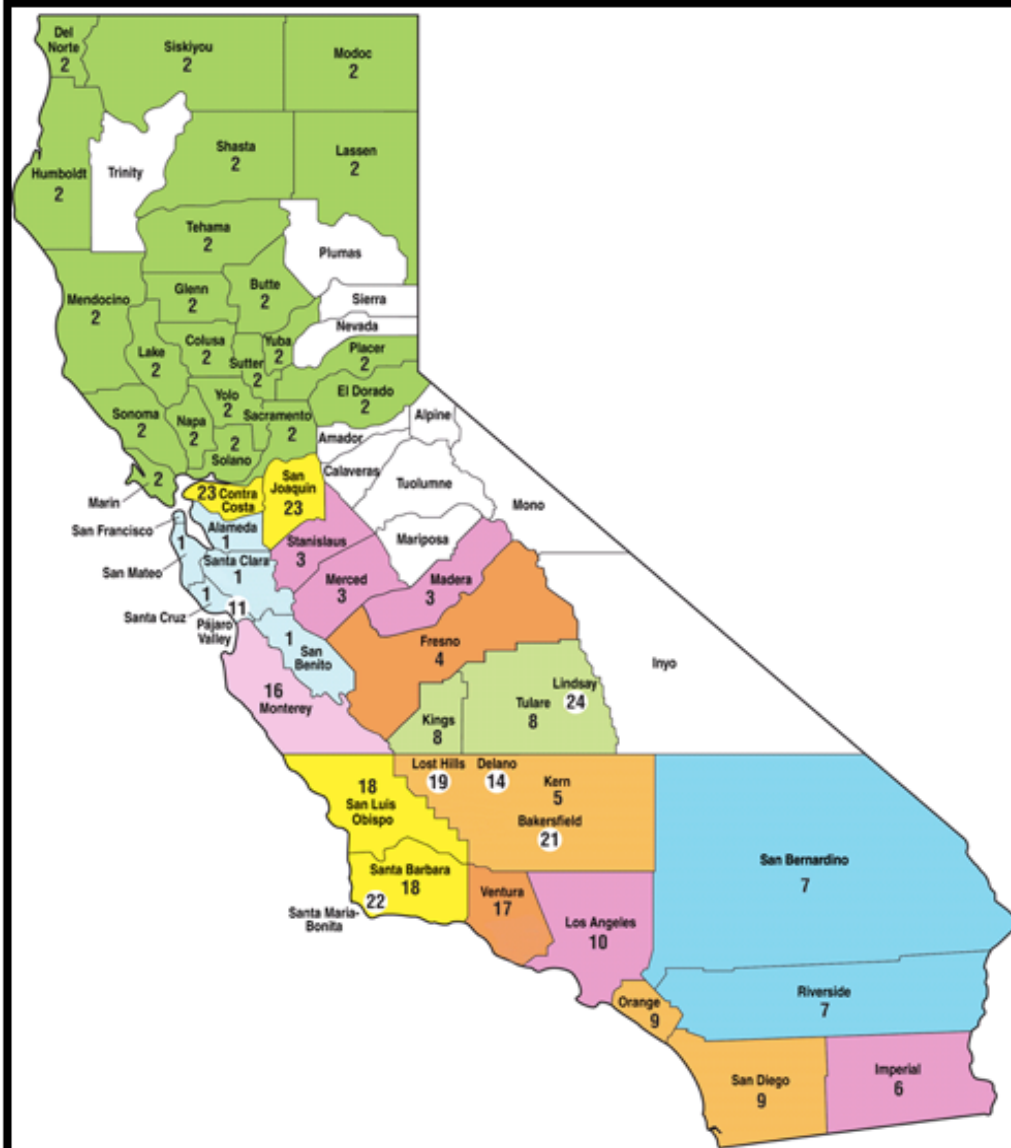 Del
Norte
2
Siskiyou
2
Modoc
2
Humboldt
2
Trinity
Shasta
2
Lassen
2
Tehama
2
Plumas
Mendocino
2
Glenn
2
Butte
2
Sierra
Nevada
Lake
2
Colusa
2
Sutter
2
Yuba
2
Placer
2
El Dorado
2
Sonoma
2
Napa
2
Yolo
2
Sacramento
2
2
Solano
Marin
2
Alpine
Amador
Calaveras
Tuolumne
Mono
Mariposa
23 Contra
Costa
San
Joaquin
23
San Francisco
Alameda
1
Stanislaus
3
1
San Mateo
Santa Clara
1
Merced
3
Madera
3
1
Santa Cruz
11
Pájaro
Valley
1
San
Benito
Fresno
4
Inyo
16
Monterey
Kings
8
Tulare
8
Lindsay
24
Lost Hills
19
Delano
14
Kern
5
Bakersfield
21
18
San Luis
Obispo
Santa Barbara
18
22
Santa Maria-
Bonita
Ventura
17
Los Angeles
10
San Bernardino
7
Riverside
7
Orange
9
San Diego
9
Imperial
6